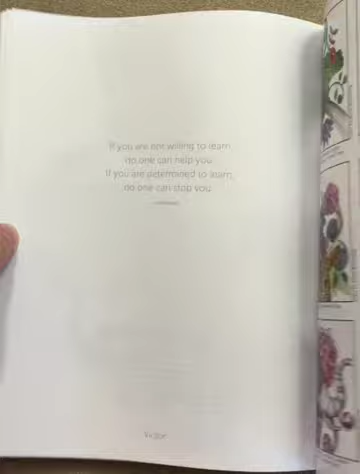 If you are not willing to learn
no one can help you
If you are determined to learn,
no one can stop you